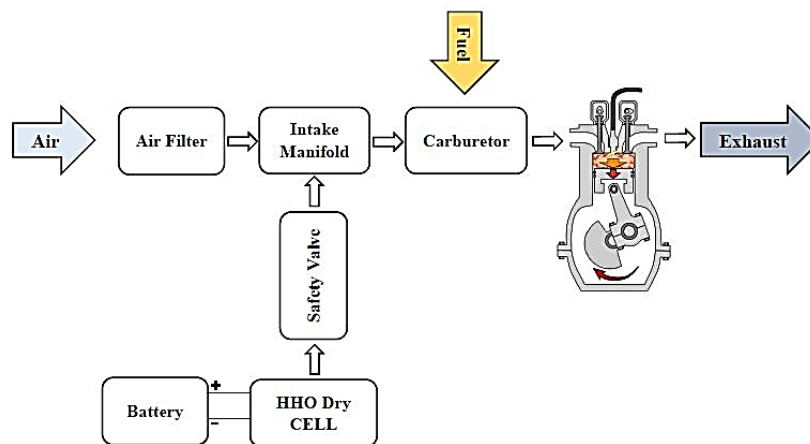 Fuel
Air
Air Filter
Intake
Manifold
Carburetor
Exhaust
Safety Valve
Battery
+
-
HHO Dry
CELL